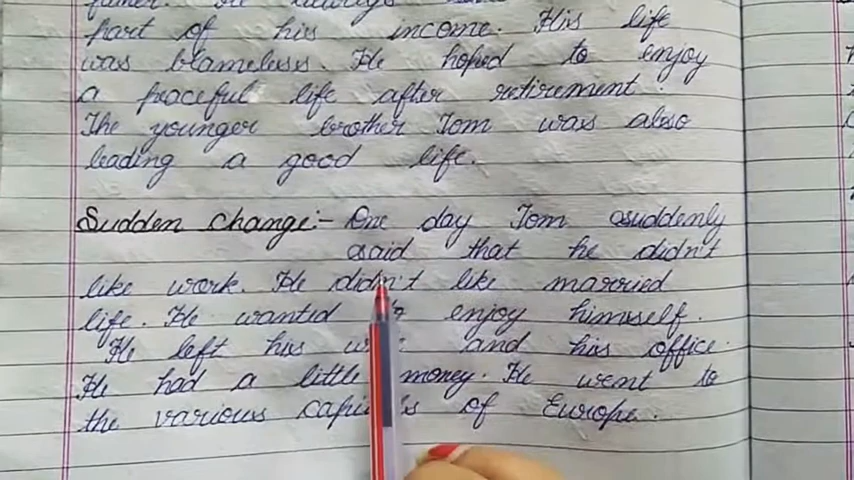 always
part of his income. His life
was blameless. He hoped to enjoy
a peaceful life after retirement.
The younger brother Tom was also
leading a good life.
Sudden change:- One day Tom suddenly
said that he didn't
like work. He didn't like married
life. He wanted enjoy himself.
He left his and his office.
He had a little money. He went to
the various of Europe.